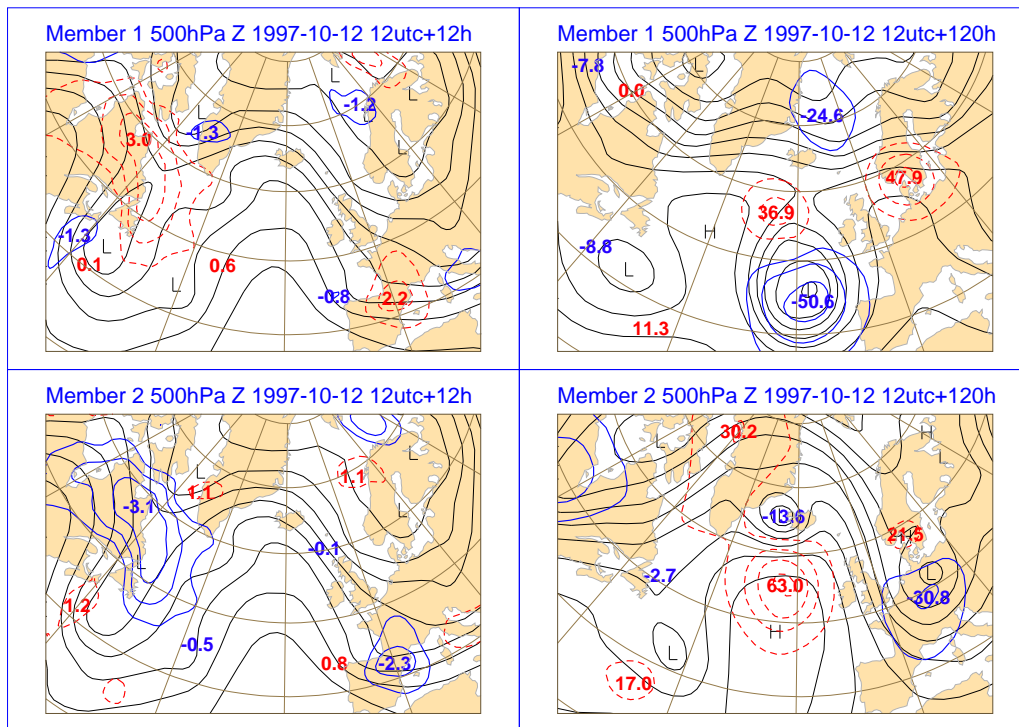 Member 1 500hPa Z 1997-10-12 12utc+12h
L
-1.2
L
L
L
-1.3
3.0
L
-1.3
L
0.1
0.6
L
-0.8
2.2
Member 1 500hPa Z 1997-10-12 12utc+120h
-7.8
L
0.0
-24.6
47.9
36.9
H
-8.8
L
L
-50.6
11.3
Member 2 500hPa Z 1997-10-12 12utc+12h
L
L
1.1
1.1
-3.1
L
-0.1
L
1.2
-0.5
0.8
-2.3
Member 2 500hPa Z 1997-10-12 12utc+120h
30.2
H
L
L
L
-13.6
21.5
H
L
-2.7
63.0
L
-30.8
H
L
17.0